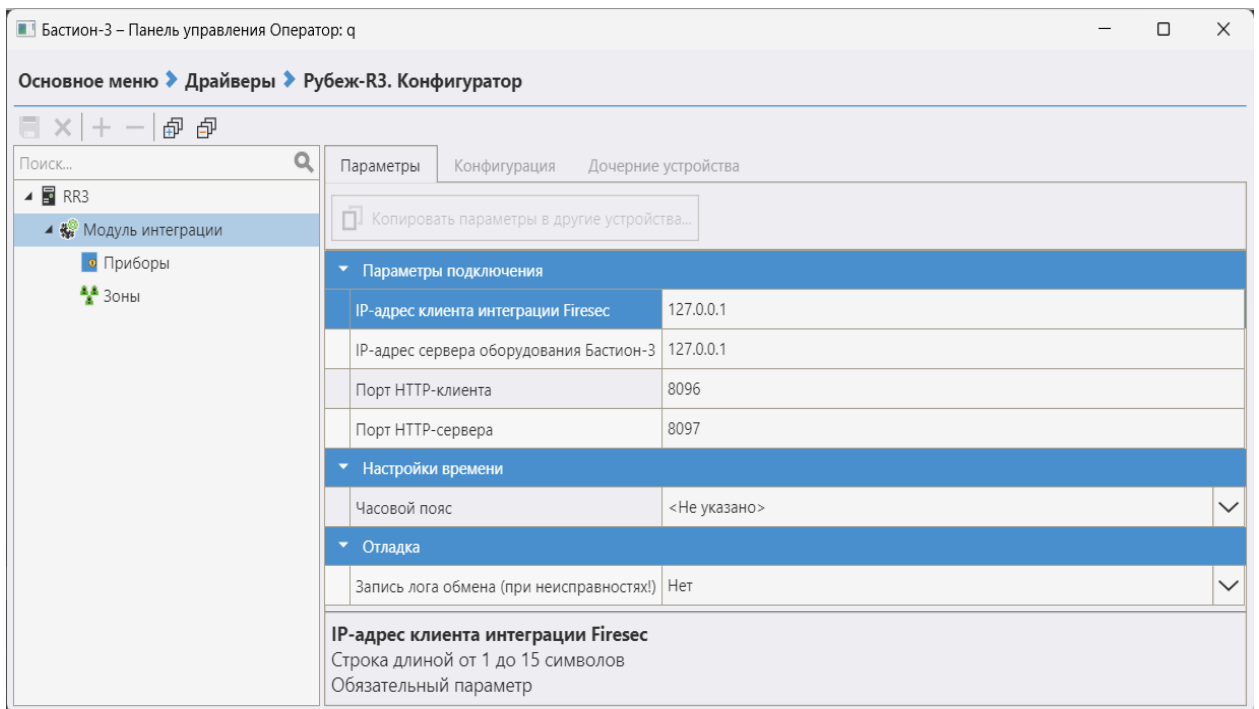 Бастион-3 – Панель управления Оператор: q
Основное меню Драйверы Рубеж-R3. Конфигуратор
Поиск...
RR3
Модуль интеграции
Приборы
Зоны
Параметры Конфигурация Дочерние устройства
Копировать параметры в другие устройства...
Параметры подключения
IP-адрес клиента интеграции Firesec 127.0.0.1
IP-адрес сервера оборудования Бастион-3 127.0.0.1
Порт HTTP-клиента 8096
Порт HTTP-сервера 8097
Настройки времени
Часовой пояс <Не указано>
Отладка
Запись лога обмена (при неисправностях!) Нет
IP-адрес клиента интеграции Firesec
Строка длиной от 1 до 15 символов
Обязательный параметр